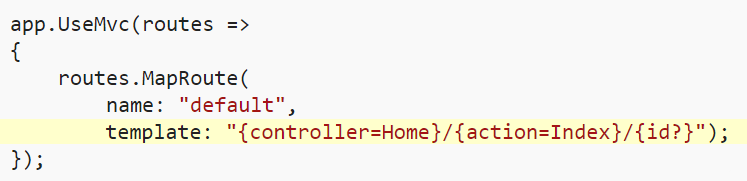 app.UseMvc(routes =>
{
    routes.MapRoute(
        name: "default",
        template: "{controller=Home}/{action=Index}/{id?}");
});